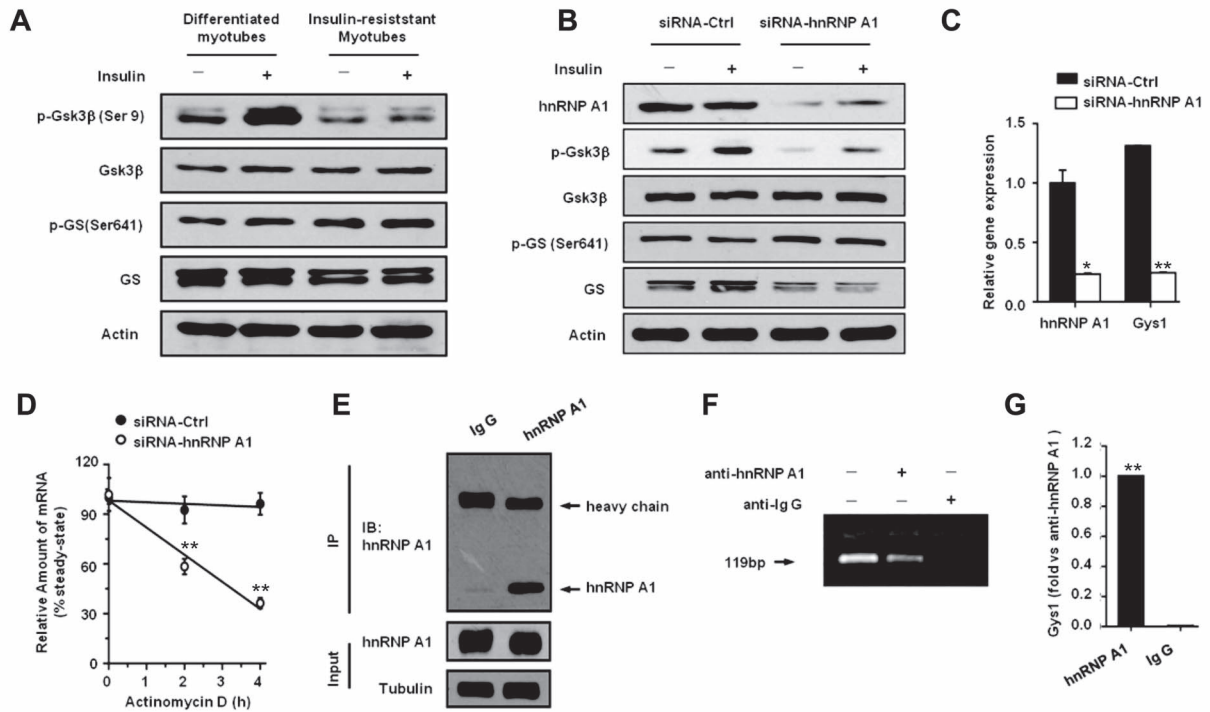 A
Differentiated
myotubes
Insulin-resiststant
Myotubes
Insulin
–
+
–
+
p-Gsk3β (Ser 9)
Gsk3β
p-GS(Ser641)
GS
Actin
B
siRNA-Ctrl
siRNA-hnRNP A1
Insulin
–
+
–
+
hnRNP A1
p-Gsk3β
Gsk3β
p-GS (Ser641)
GS
Actin
C
siRNA-Ctrl
siRNA-hnRNP A1
Relative gene expression
1.5
1.0
0.5
0.0
*
**
hnRNP A1
Gys1
D
siRNA-Ctrl
siRNA-hnRNP A1
Relative Amount of mRNA
(% steady-state)
120
90
60
30
0
**
**
0
1
2
3
4
Actinomycin D (h)
E
Ig G
hnRNP A1
IP
IB:
hnRNP A1
heavy chain
hnRNP A1
Input
hnRNP A1
Tubulin
F
anti-hnRNP A1
–
+
–
anti-Ig G
–
–
+
119bp
G
Gys1 (fold vs anti-hnRNP A1 )
1.2
1.0
0.8
0.6
0.4
0.2
0.0
**
hnRNP A1
Ig G